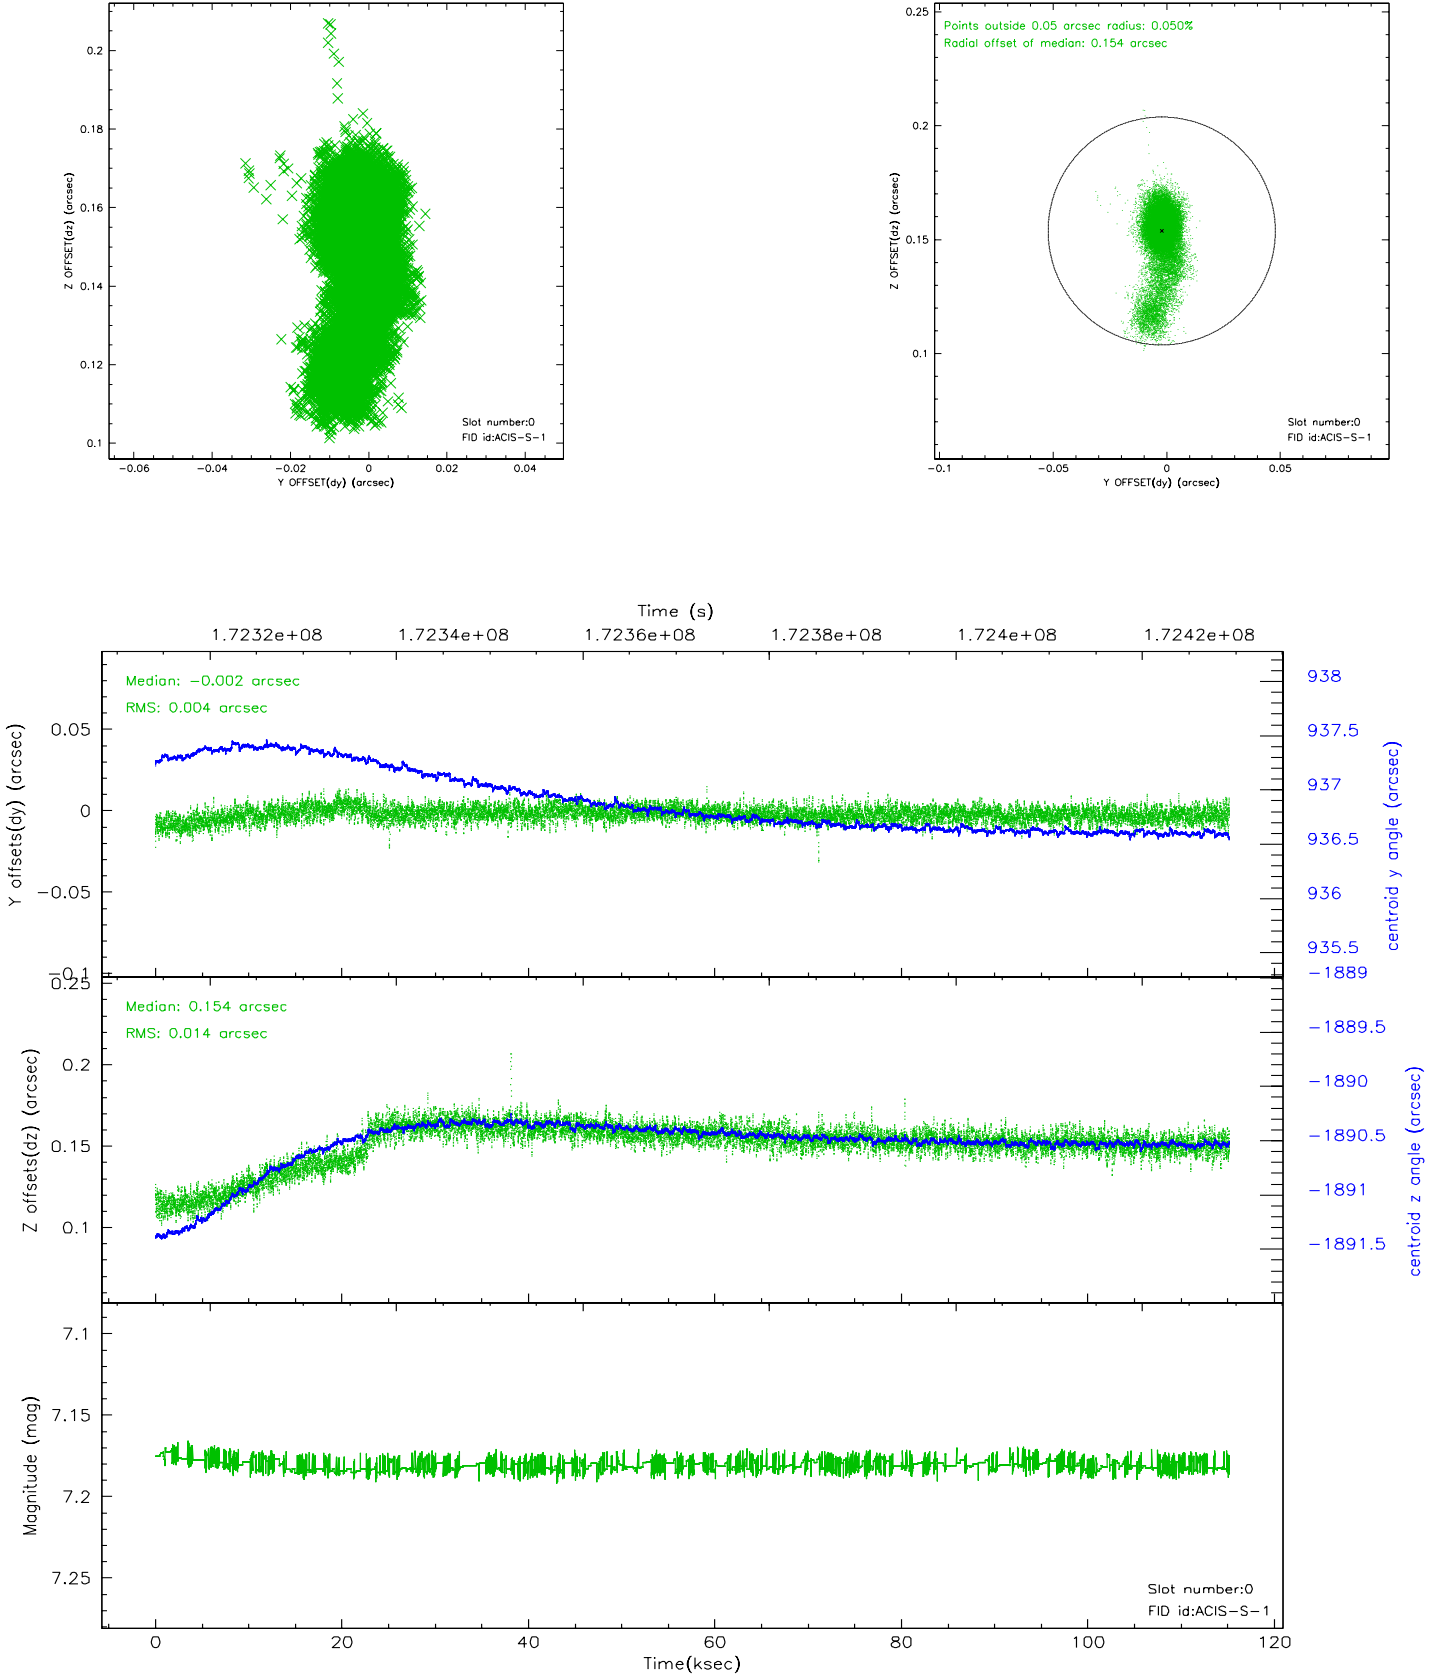 0.2
0.18
0.16
0.14
0.12
0.1
Z OFFSET(dz) (arcsec)
−0.06 −0.04 −0.02 0 0.02 0.04
Y OFFSET(dy) (arcsec)
Slot number:0
FID id:ACIS−S−1
Points outside 0.05 arcsec radius: 0.050%
Radial offset of median: 0.154 arcsec
0.25
0.2
0.15
0.1
Z OFFSET(dz) (arcsec)
−0.1 −0.05 0 0.05
Y OFFSET(dy) (arcsec)
Slot number:0
FID id:ACIS−S−1
Time (s)
1.7232e+08 1.7234e+08 1.7236e+08 1.7238e+08 1.724e+08 1.7242e+08
Median: −0.002 arcsec
RMS: 0.004 arcsec
0.05
0
−0.05
−0.1
Y offsets(dy) (arcsec)
938
937.5
937
936.5
936
935.5
centroid y angle (arcsec)
Median: 0.154 arcsec
RMS: 0.014 arcsec
0.25
0.2
0.15
0.1
Z offsets(dz) (arcsec)
−1889
−1889.5
−1890
−1890.5
−1891
−1891.5
centroid z angle (arcsec)
7.1
7.15
7.2
7.25
Magnitude (mag)
Slot number:0
FID id:ACIS−S−1
0 20 40 60 80 100 120
Time(ksec)